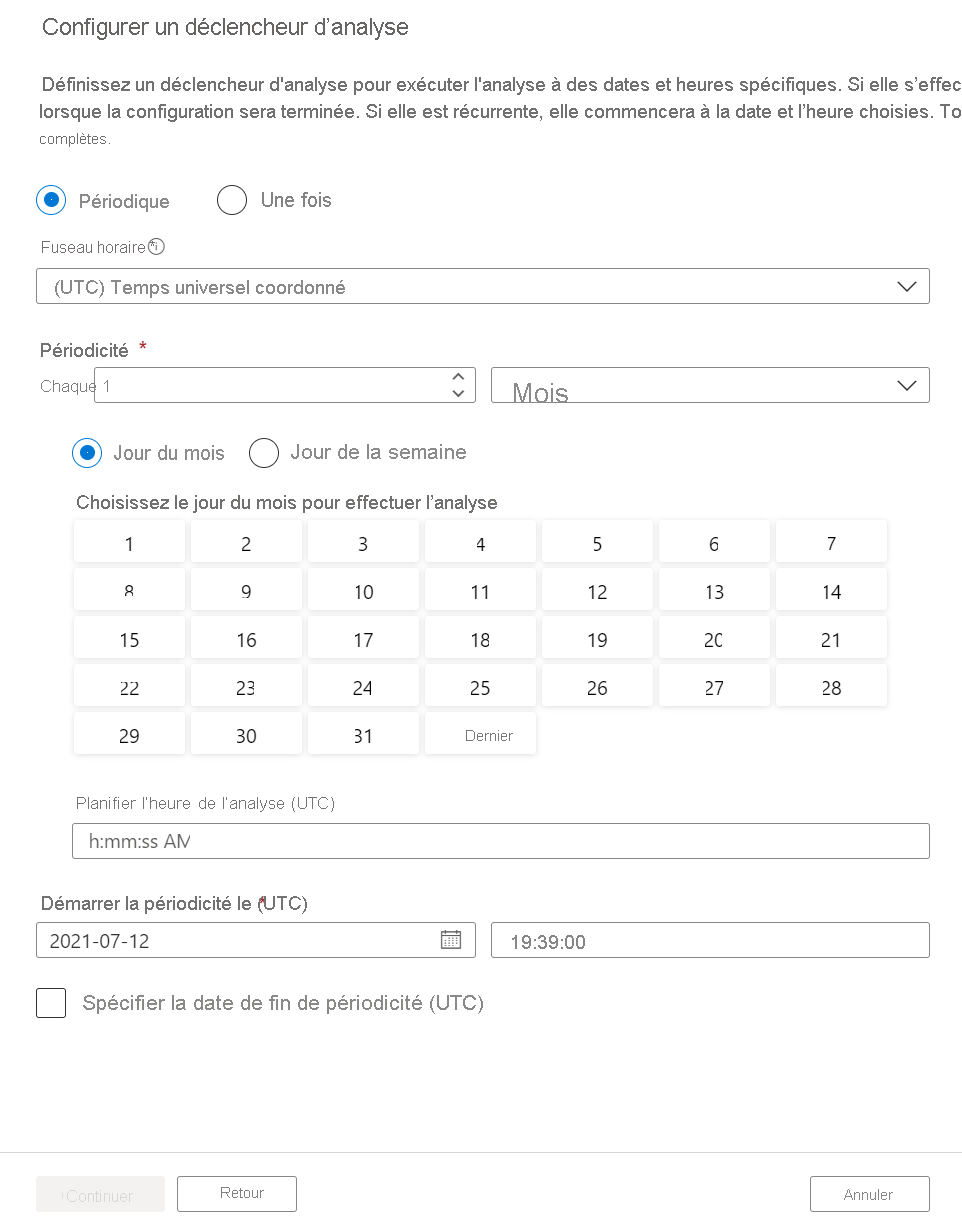 Configurer un déclencheur d’analyse
Définissez un déclencheur d'analyse pour exécuter l'analyse à des dates et heures spécifiques. Si elle s’effec
lorsque la configuration sera terminée. Si elle est récurrente, elle commencera à la date et l’heure choisies. To
complètes.
Périodique Une fois
Fuseau horaire
(UTC) Temps universel coordonné
Périodicité *
Chaque 1 Mois
Jour du mois Jour de la semaine
Choisissez le jour du mois pour effectuer l’analyse
1 2 3 4 5 6 7
8 9 10 11 12 13 14
15 16 17 18 19 20 21
22 23 24 25 26 27 28
29 30 31 Dernier
Planifier l’heure de l’analyse (UTC)
h:mm:ss AM
Démarrer la périodicité le (UTC) *
2021-07-12 19:39:00
Spécifier la date de fin de périodicité (UTC)
Continuer Retour Annuler